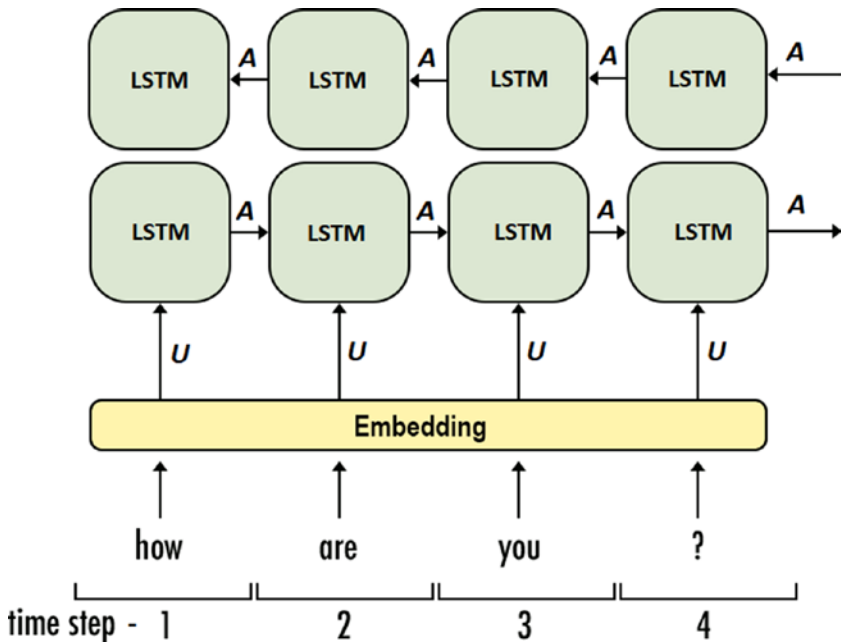 A A A A
LSTM LSTM LSTM LSTM
A A A A
LSTM LSTM LSTM LSTM
U U U U
Embedding
how are you ?
time step - 1 2 3 4